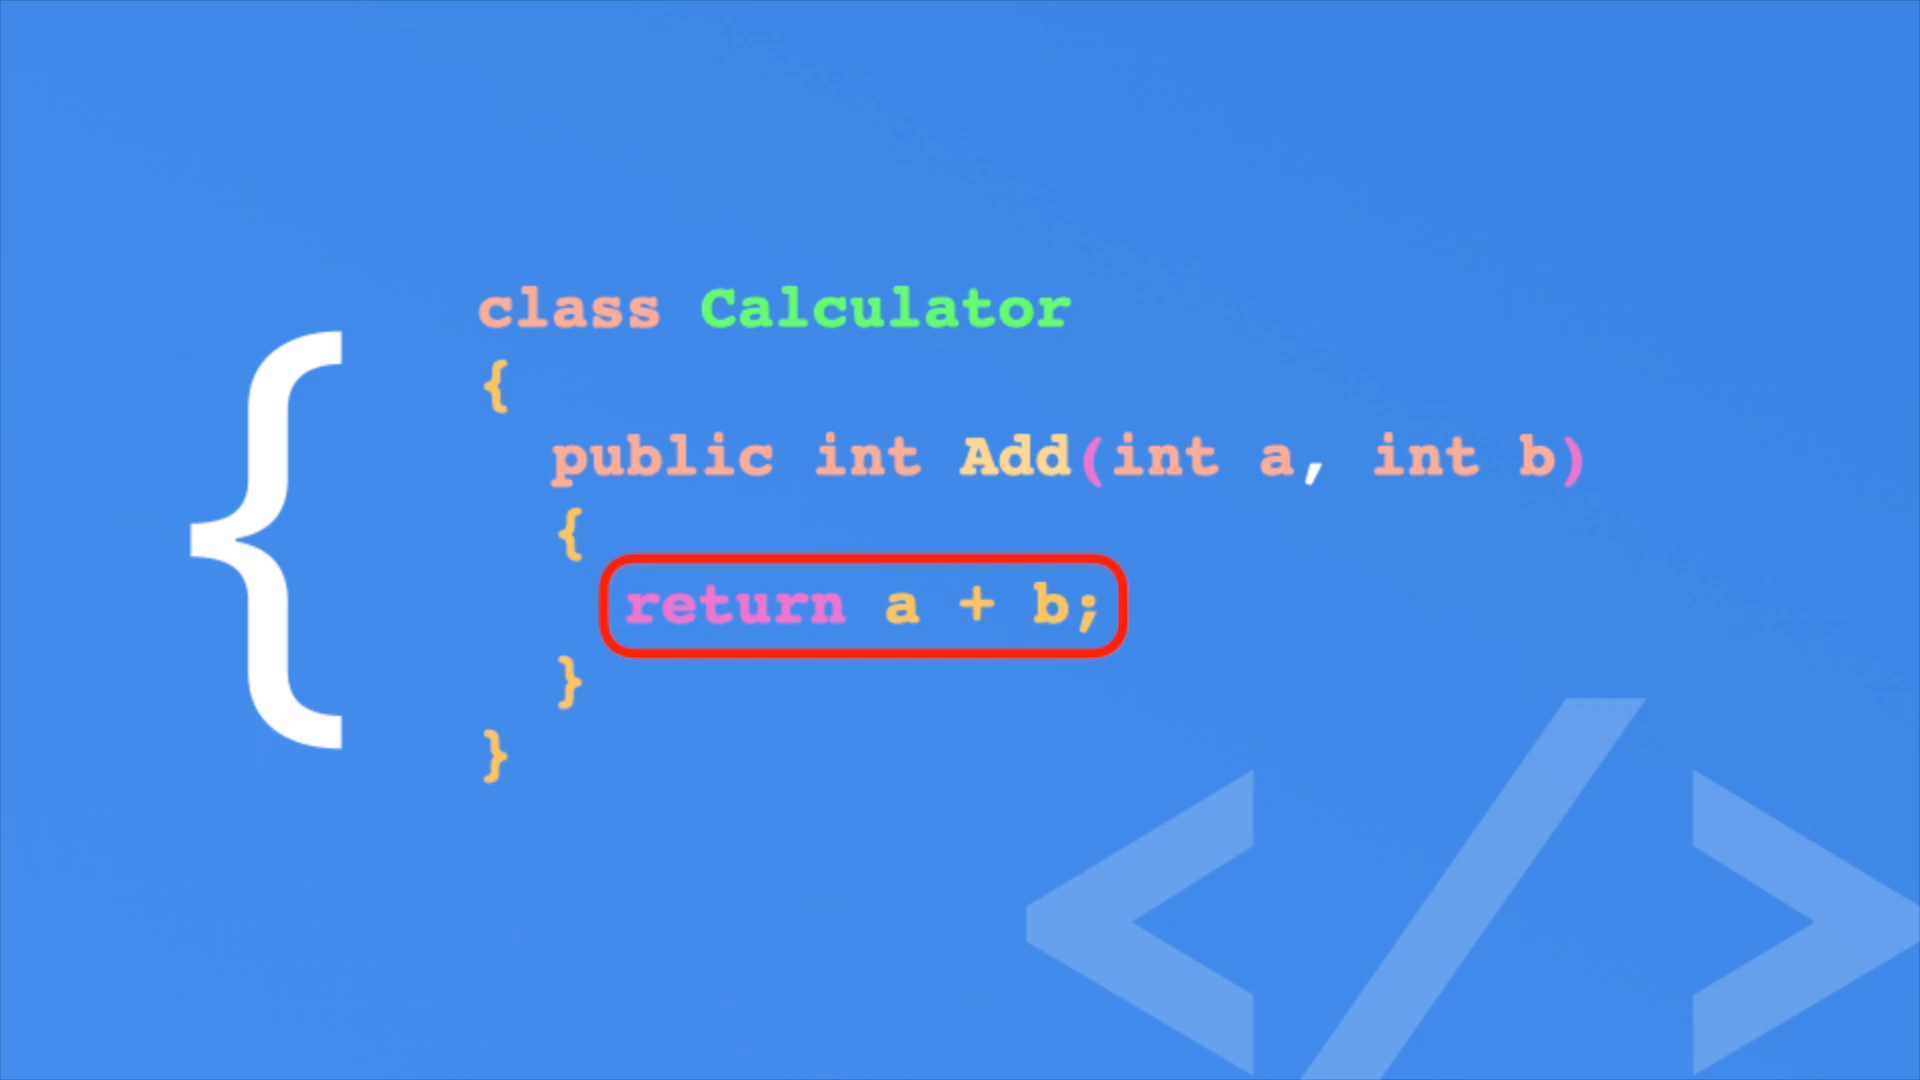 class Calculator
{
public int Add(int a, int b)
{
return a + b;
}
}